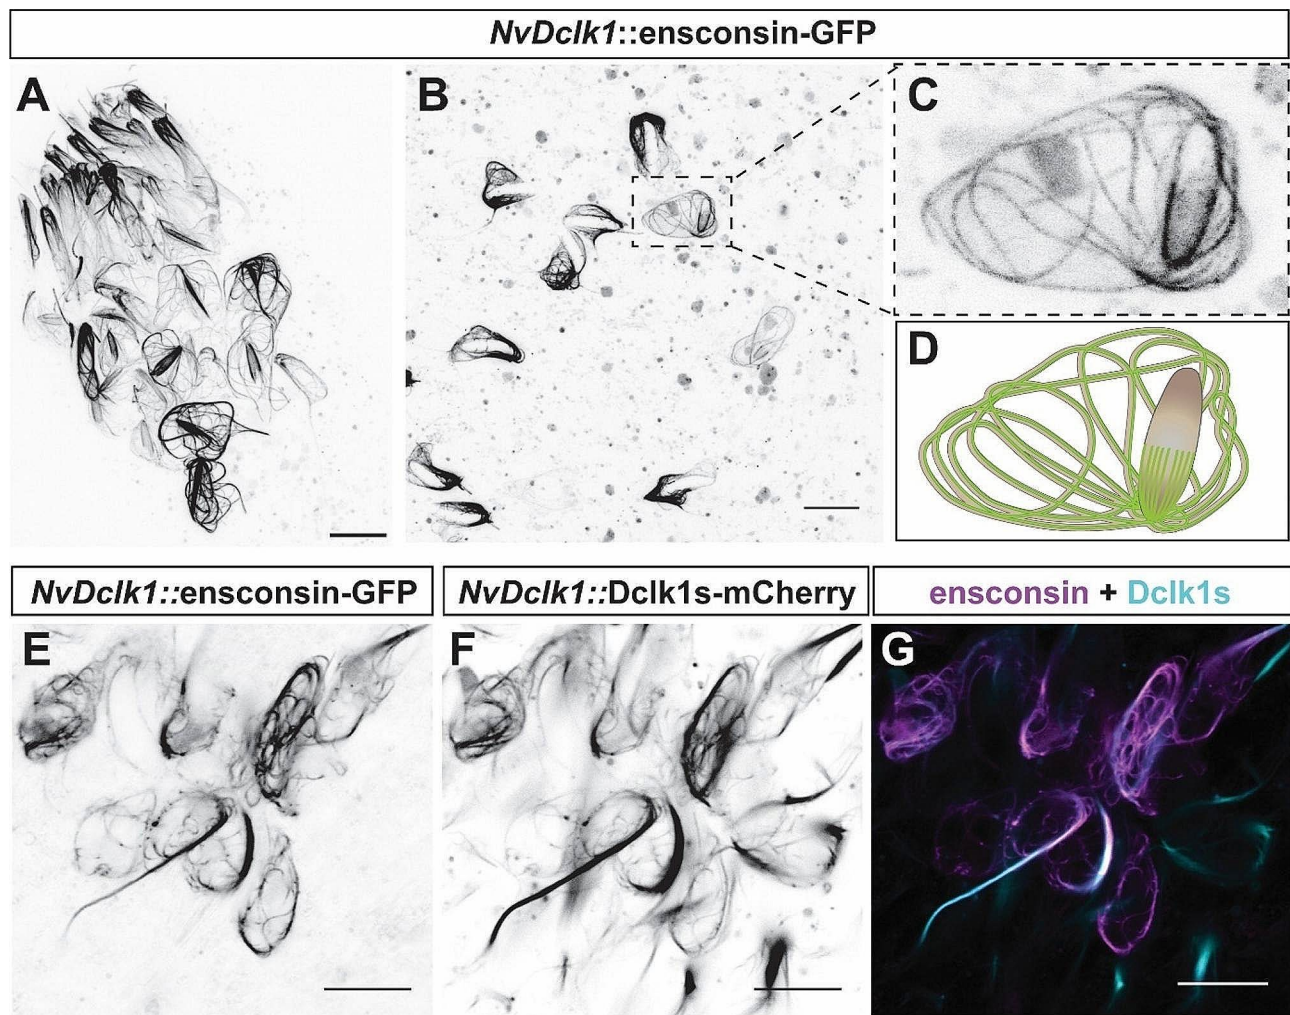 NvDclk1::ensconsin-GFP
A
B
C
D
NvDclk1::ensconsin-GFP
NvDclk1::Dclk1s-mCherry
ensconsin + Dclk1s
E
F
G